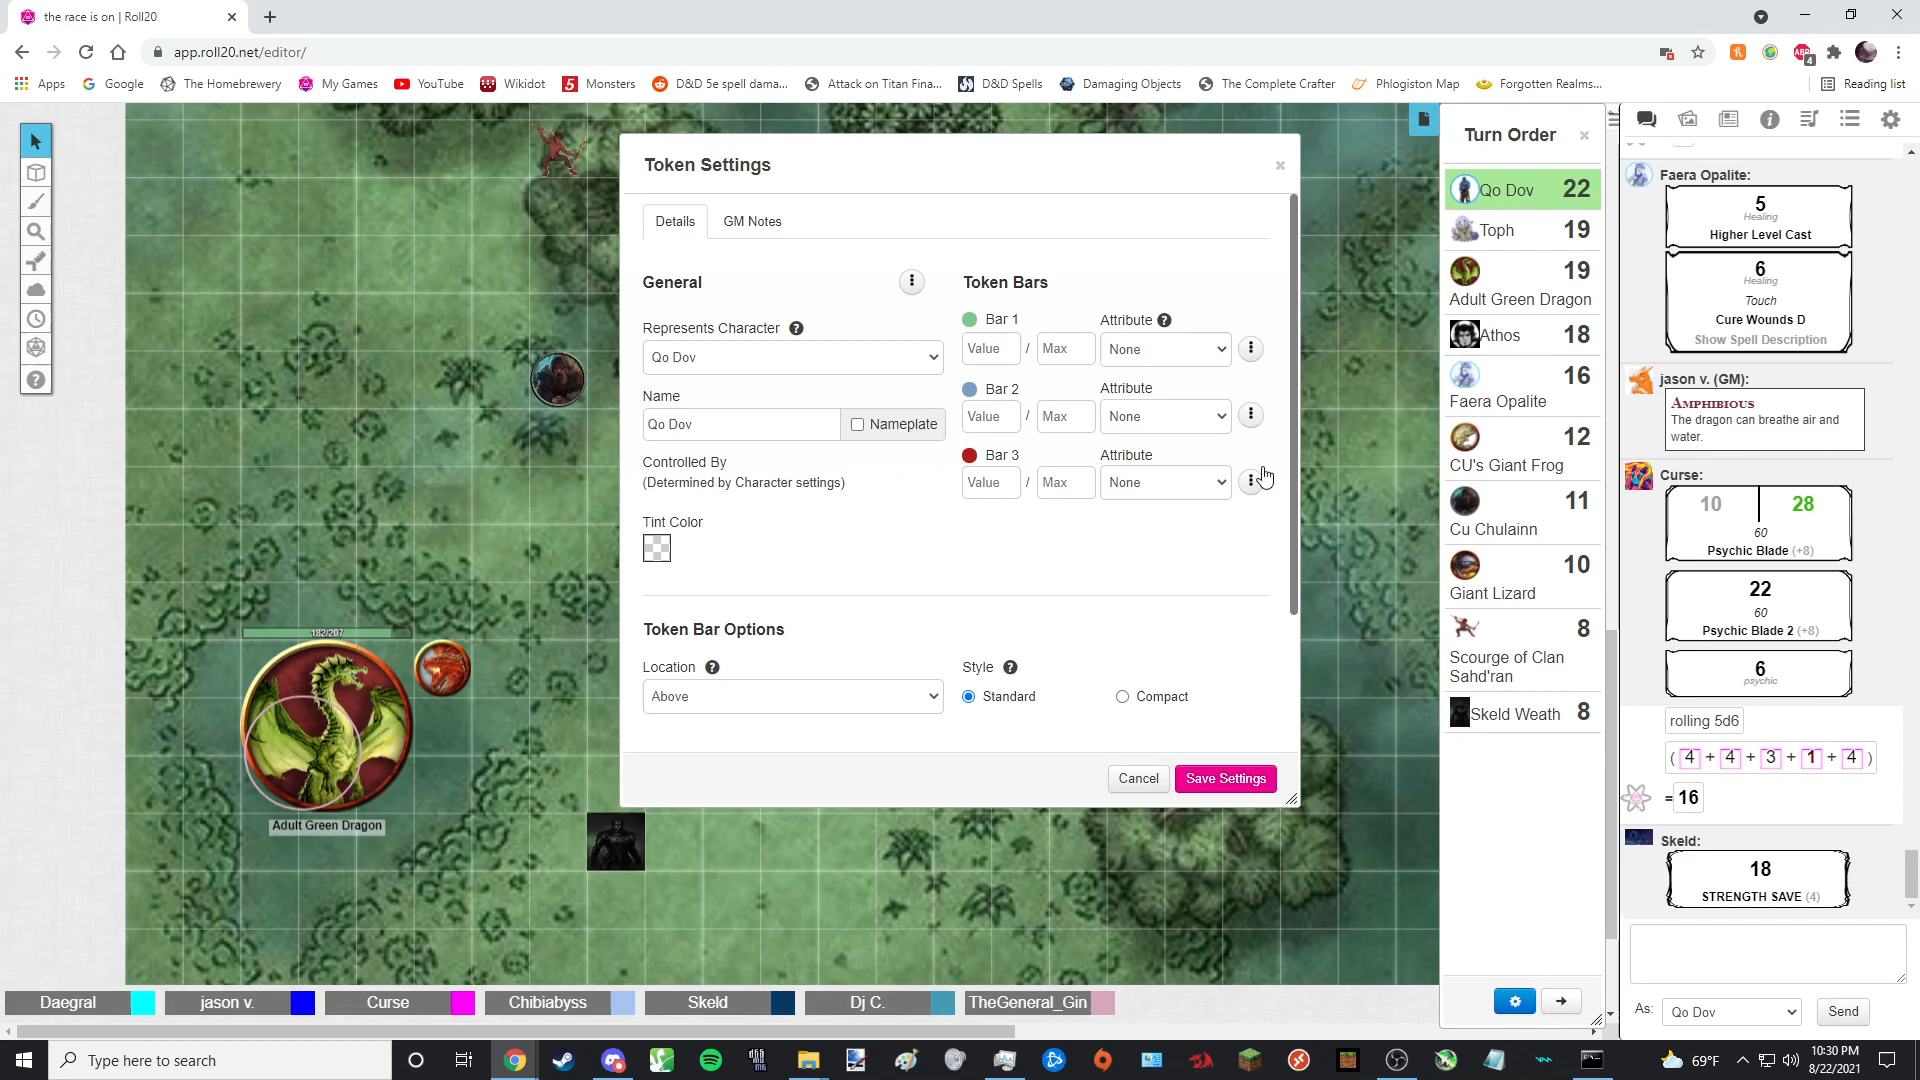 the race is on | Roll20
app.roll20.net/editor/
Apps
Google
The Homebrewery
My Games
YouTube
Wikidot
Monsters
D&D 5e spell dama...
Attack on Titan Fina...
D&D Spells
Damaging Objects
The Complete Crafter
Phlogiston Map
Forgotten Realms...
Reading list
Token Settings
Details
GM Notes
General
Represents Character
Qo Dov
Name
Qo Dov
Nameplate
Controlled By
(Determined by Character settings)
Tint Color
Token Bars
Bar 1
Attribute
Value / Max
None
Bar 2
Attribute
Value / Max
None
Bar 3
Attribute
Value / Max
None
Token Bar Options
Location
Above
Style
Standard
Compact
Cancel
Save Settings
182/207
Adult Green Dragon
Turn Order
Qo Dov 22
Toph 19
19
Adult Green Dragon
Athos 18
16
Faera Opalite
12
CU's Giant Frog
11
Cu Chulainn
10
Giant Lizard
8
Scourge of Clan
Sahd'ran
Skeld Weath 8
Faera Opalite:
5
Healing
Higher Level Cast
6
Healing
Touch
Cure Wounds D
Show Spell Description
jason v. (GM):
AMPHIBIOUS
The dragon can breathe air and
water.
Curse:
10 28
60
Psychic Blade (+8)
22
60
Psychic Blade 2 (+8)
6
psychic
rolling 5d6
( 4 + 4 + 3 + 1 + 4 )
= 16
Skeld:
18
STRENGTH SAVE (4)
As:
Qo Dov
Send
Daegral
jason v.
Curse
Chibiabyss
Skeld
Dj C.
TheGeneral_Gin
Type here to search
69°F
10:30 PM
8/22/2021